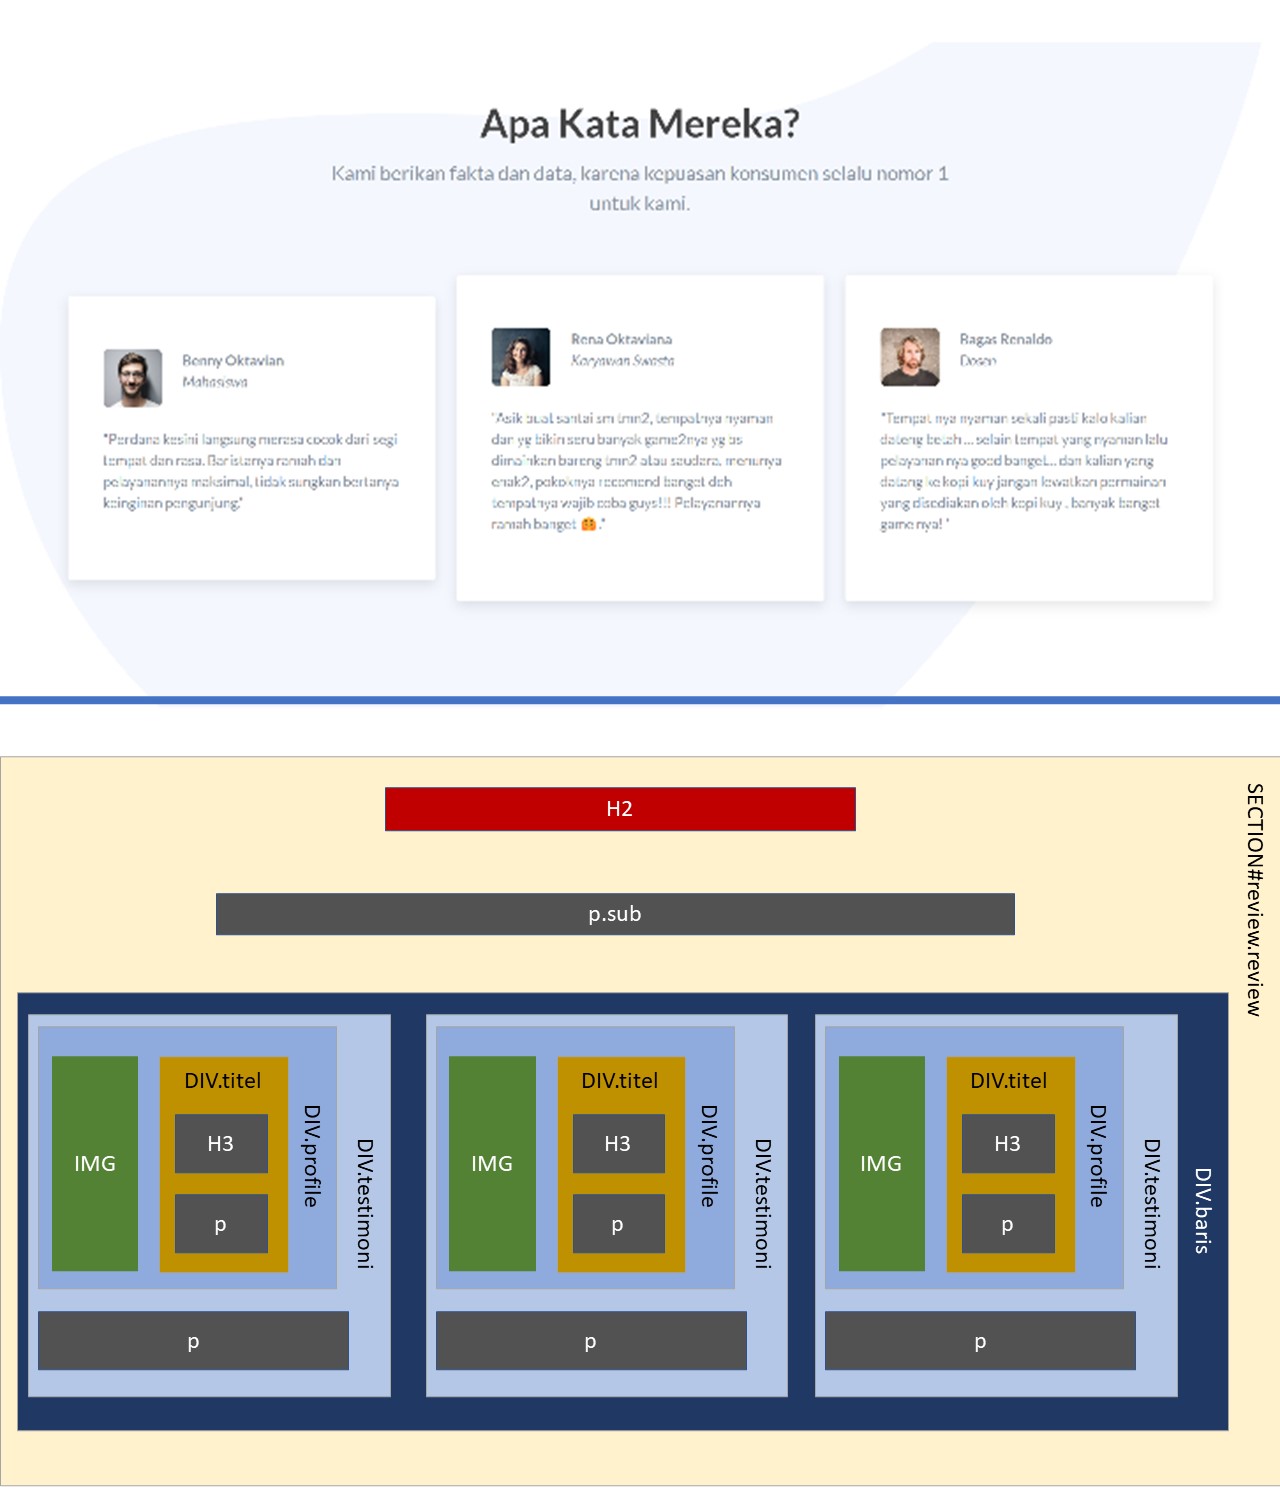 Apa Kata Mereka?
Kami berikan fakta dan data, karena kepuasan konsumen selalu nomor 1
untuk kami.
Benny Oktavian
Mahasiswa
"Perdana kesini langsung merasa cocok dari segi
tempat dan rasa. Baristanya ramah dan
pelayanannya maksimal, tidak sungkan bertanya
keinginan pengunjung."
Rena Oktaviana
Karyawan Swasta
"Asik buat santai sm tmn2, tempatnya nyaman
dan yg bikin seru banyak game2nya yg bs
dimainkan bareng tmn2 atau saudara, menunya
enak2, pokoknya recomend banget deh
tempatnya wajib coba guys!!! Pelayanannya
ramah banget 🤗."
Bagas Renaldo
Dosen
"Tempat nya nyaman sekali pasti kalo kalian
dateng betah ... selain tempat yang nyaman lalu
pelayanan nya good banget... dan kalian yang
datang ke kopi kuy jangan lewatkan permainan
yang disediakan oleh kopi kuy . banyak banget
game nya! "
H2
p.sub
SECTION#review.review
IMG
DIV.titel
H3
p
DIV.profile
p
DIV.testimoni
IMG
DIV.titel
H3
p
DIV.profile
p
DIV.testimoni
IMG
DIV.titel
H3
p
DIV.profile
p
DIV.testimoni
DIV.baris